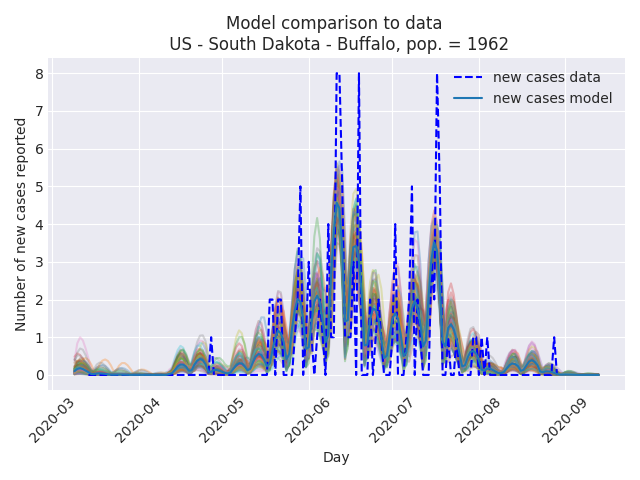 Model comparison to data
US - South Dakota - Buffalo, pop. = 1962
new cases data
new cases model
Number of new cases reported
8
7
6
5
4
3
2
1
0
2020-03
2020-04
2020-05
2020-06
2020-07
2020-08
2020-09
Day